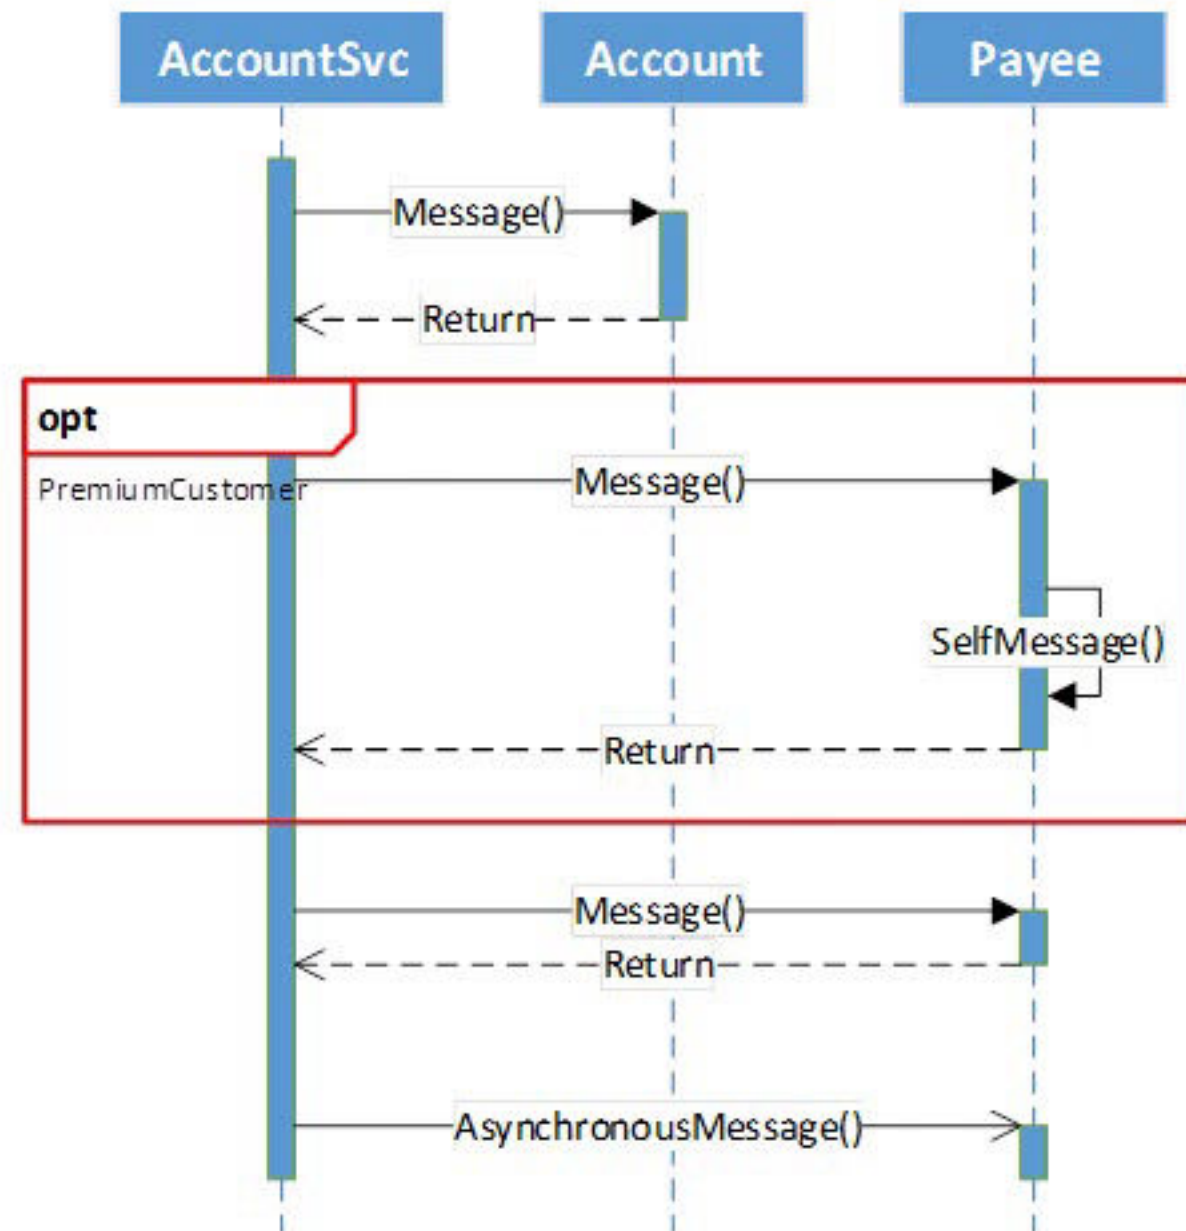 AccountSvc
Account
Payee
Message()
Return
opt
PremiumCustomer
Message()
SelfMessage()
Return
Message()
Return
AsynchronousMessage()